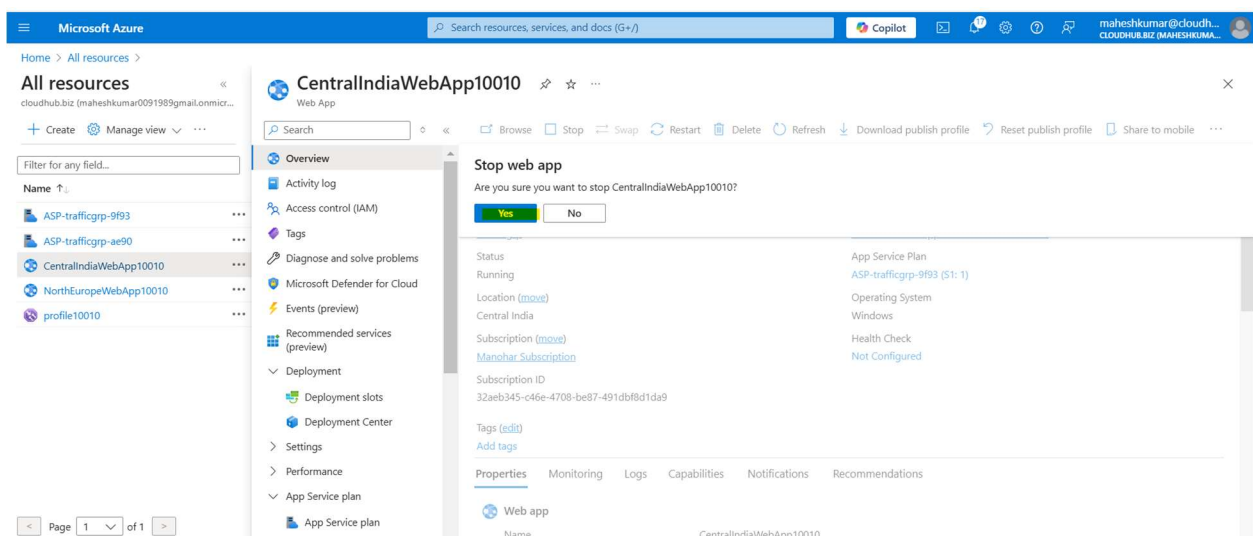 Microsoft Azure
Search resources, services, and docs (G+/)
Copilot
17
maheshkumar@cloudh...
CLOUDHUB.BIZ (MAHESHKUMA...
Home > All resources >
All resources
cloudhub.biz (maheshkumar0091989gmail.onmicr...
+ Create Manage view ...
Filter for any field...
Name ↑↓
ASP-trafficgrp-9f93 ...
ASP-trafficgrp-ae90 ...
CentralIndiaWebApp10010 ...
NorthEuropeWebApp10010 ...
profile10010 ...
< Page 1 of 1 >
CentralIndiaWebApp10010 ...
Web App
Search
Overview
Activity log
Access control (IAM)
Tags
Diagnose and solve problems
Microsoft Defender for Cloud
Events (preview)
Recommended services
(preview)
Deployment
Deployment slots
Deployment Center
Settings
Performance
App Service plan
App Service plan
Browse Stop Swap Restart Delete Refresh Download publish profile Reset publish profile Share to mobile ...
Stop web app
Are you sure you want to stop CentralIndiaWebApp10010?
Yes No
Status
Running
Location (move)
Central India
Subscription (move)
Manohar Subscription
Subscription ID
32aeb345-c46e-4708-be87-491dbf8d1da9
Tags (edit)
Add tags
App Service Plan
ASP-trafficgrp-9f93 (S1: 1)
Operating System
Windows
Health Check
Not Configured
Properties Monitoring Logs Capabilities Notifications Recommendations
Web app
Name CentralIndiaWebApp10010